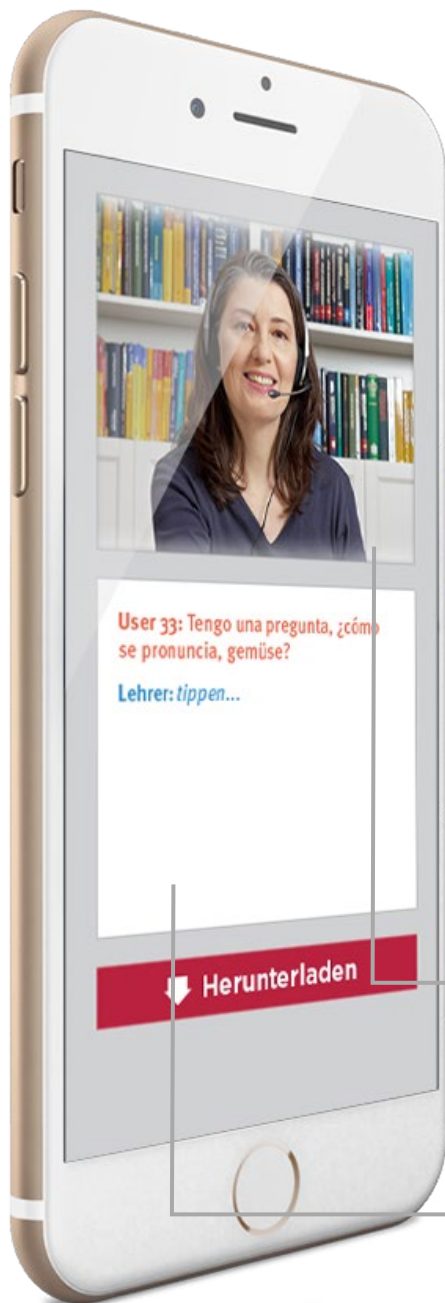 User 33: Tengo una pregunta, ¿cómo
se pronuncia, gemüse?
Lehrer: tippen...
Herunterladen